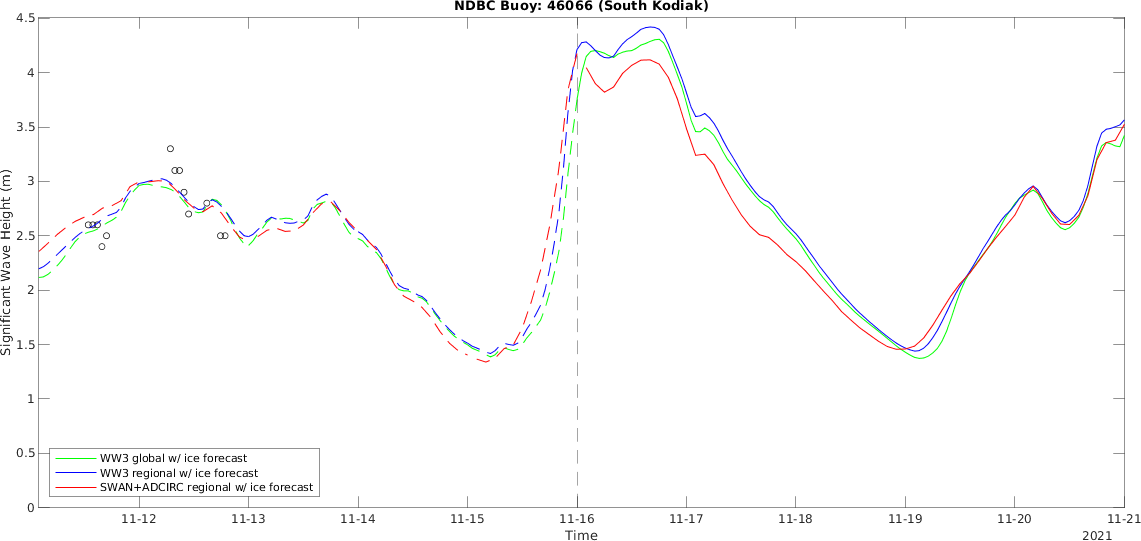 NDBC Buoy: 46066 (South Kodiak)
4.5
4
3.5
3
2.5
2
1.5
1
0.5
0
Significant Wave Height (m)
WW3 global w/ ice forecast
WW3 regional w/ ice forecast
SWAN+ADCIRC regional w/ ice forecast
11-12 11-13 11-14 11-15 11-16 11-17 11-18 11-19 11-20 11-21
Time
2021